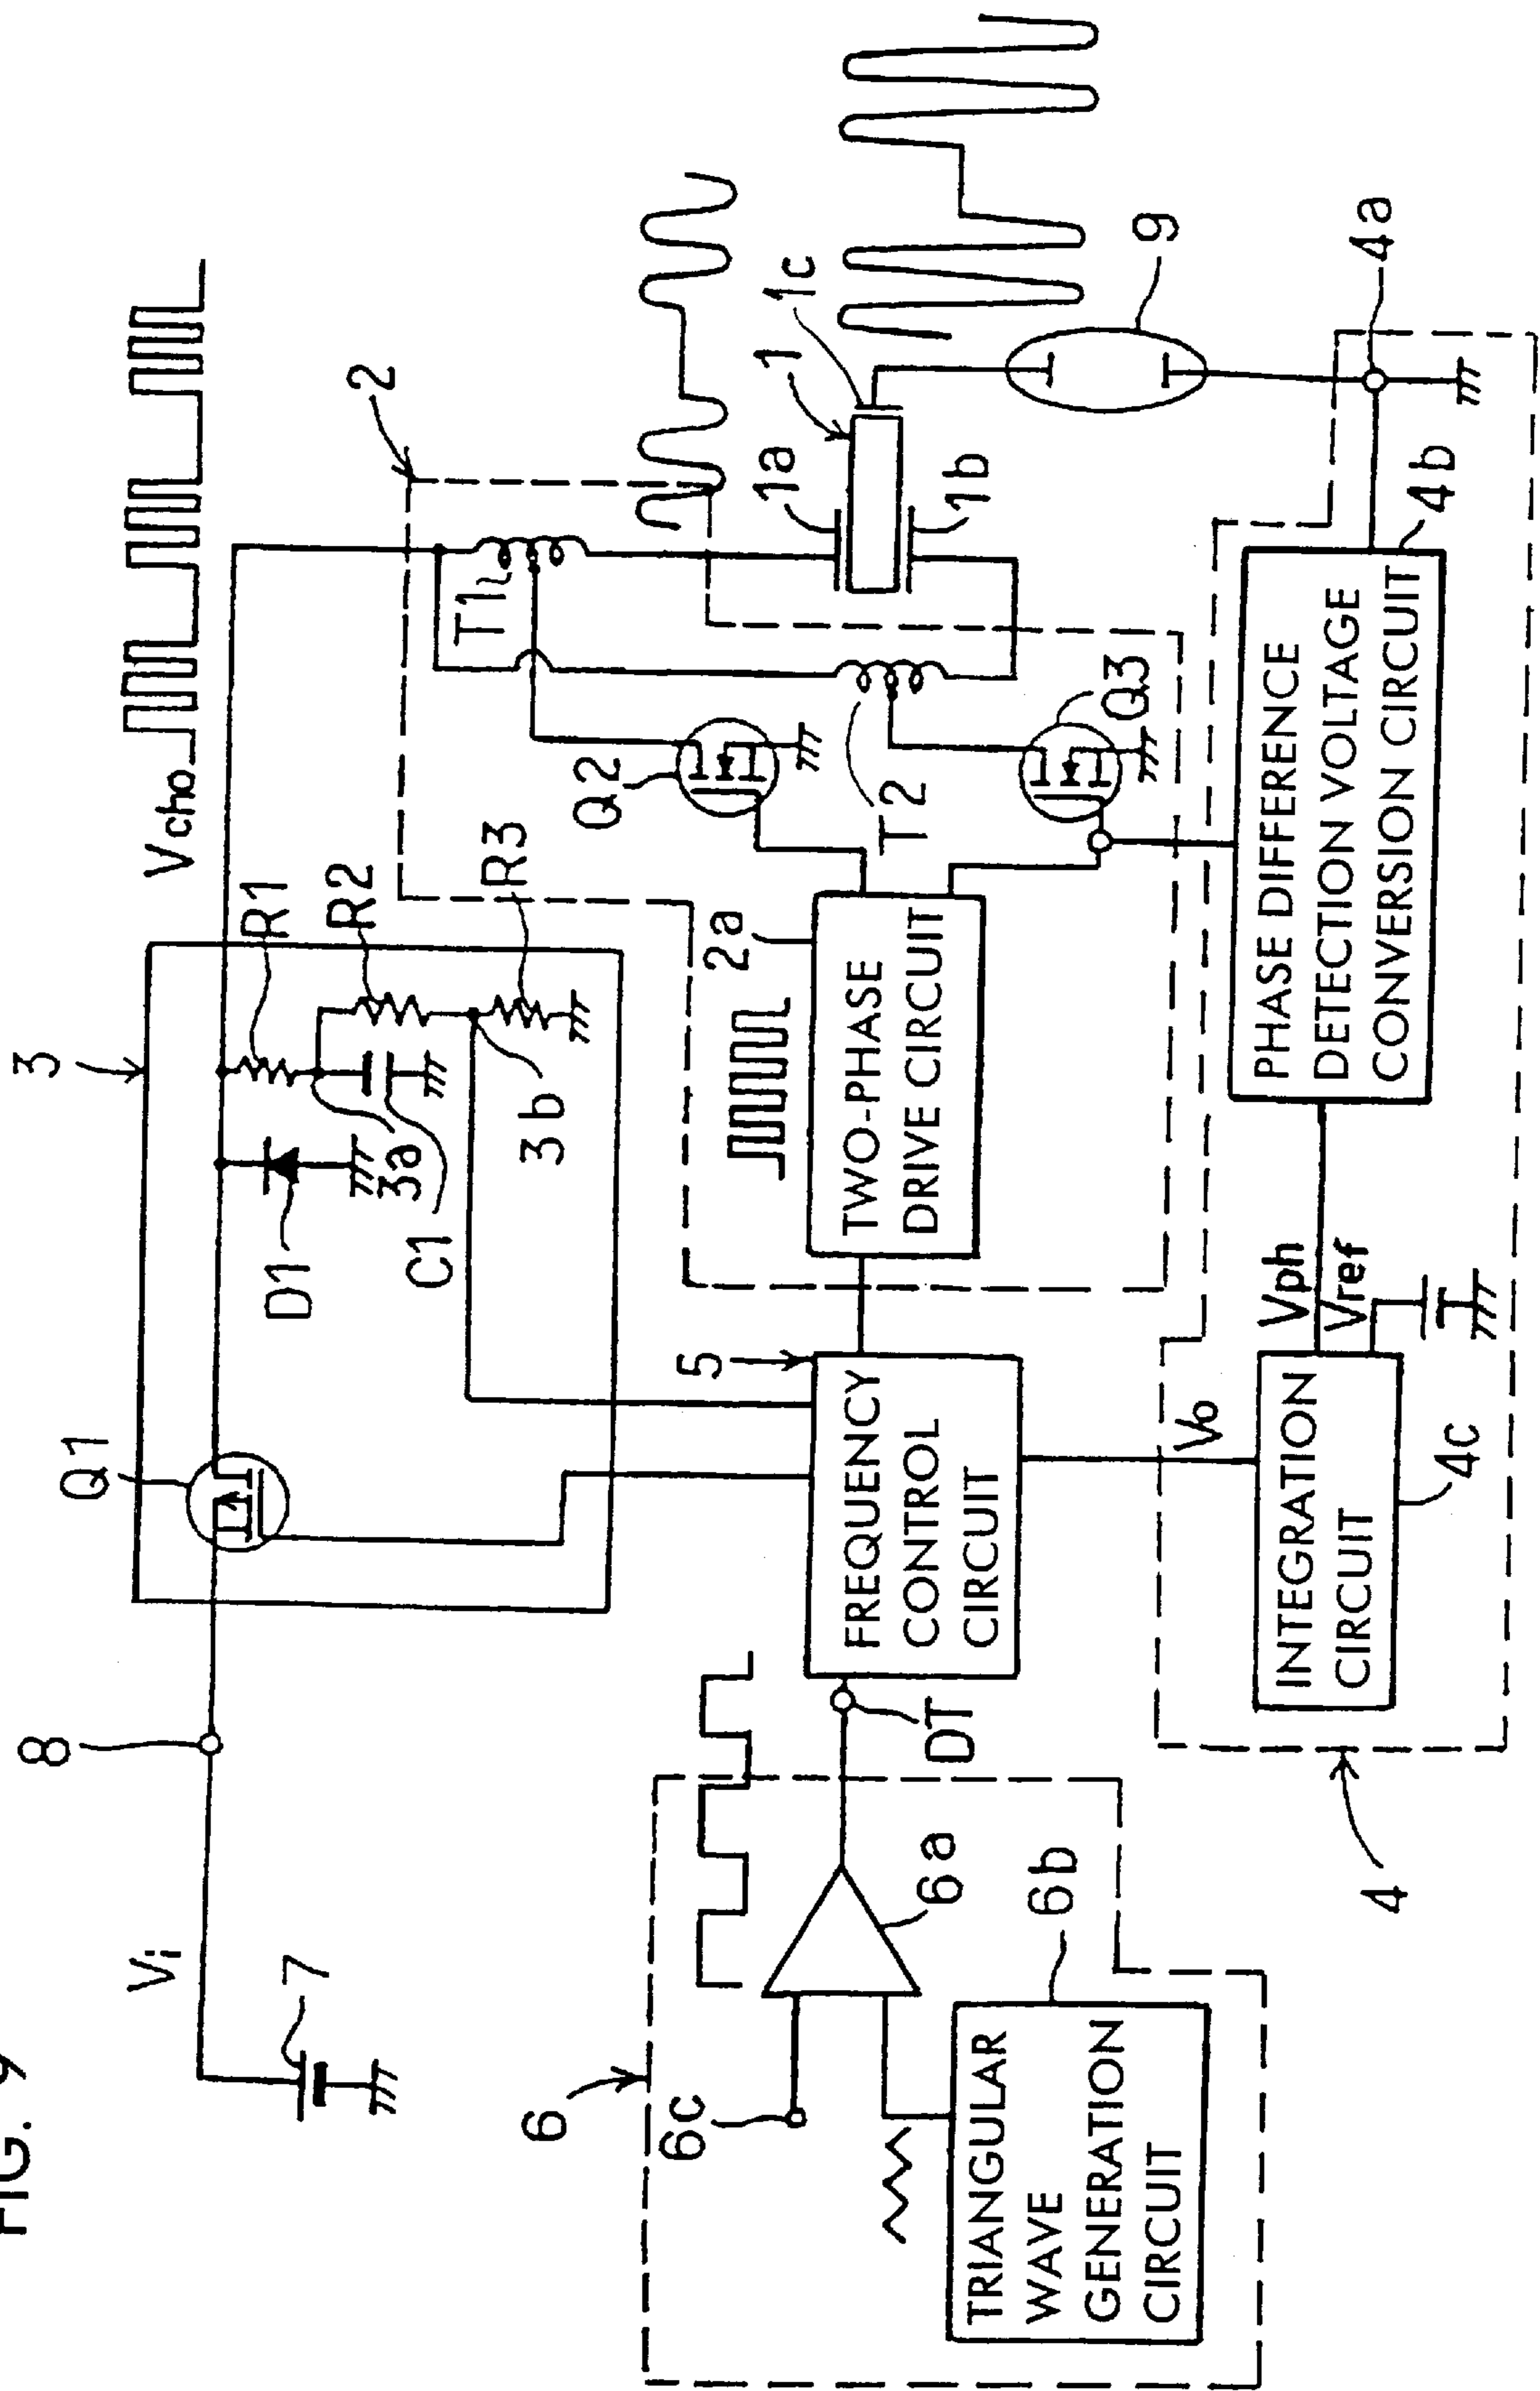 FIG. 9
Vi
7
8
Q1
3
D1
3a
C1
3b
R1
R2
R3
Vcho
2
T1
Q2
T2
Q3
1
1a
1b
1c
9
2a
TWO-PHASE
DRIVE CIRCUIT
5
FREQUENCY
CONTROL
CIRCUIT
DT
6
6c
6a
6b
TRIANGULAR
WAVE
GENERATION
CIRCUIT
4
Vo
INTEGRATION
CIRCUIT
4c
Vph
Vref
PHASE DIFFERENCE
DETECTION VOLTAGE
CONVERSION CIRCUIT
4b
4a